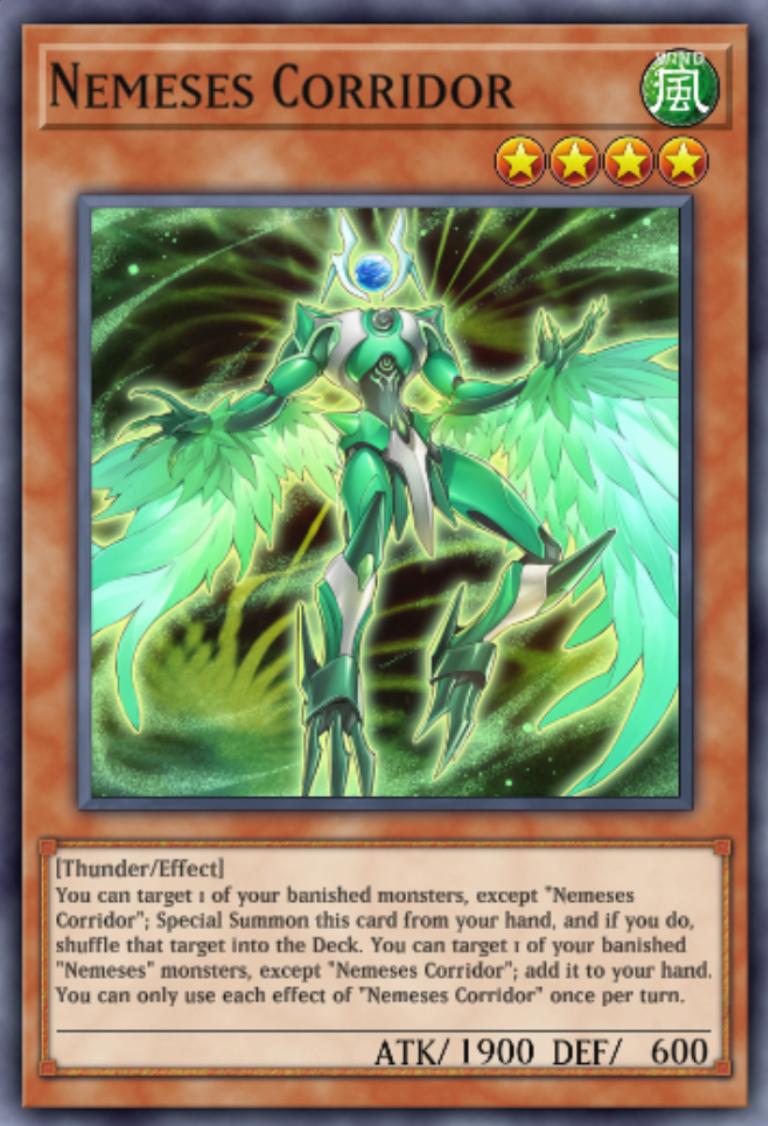 NEMESES CORRIDOR
WIND
風
[Thunder/Effect]
You can target 1 of your banished monsters, except "Nemeses
Corridor"; Special Summon this card from your hand, and if you do,
shuffle that target into the Deck. You can target 1 of your banished
"Nemeses" monsters, except "Nemeses Corridor"; add it to your hand.
You can only use each effect of "Nemeses Corridor" once per turn.
ATK/ 1900 DEF/ 600